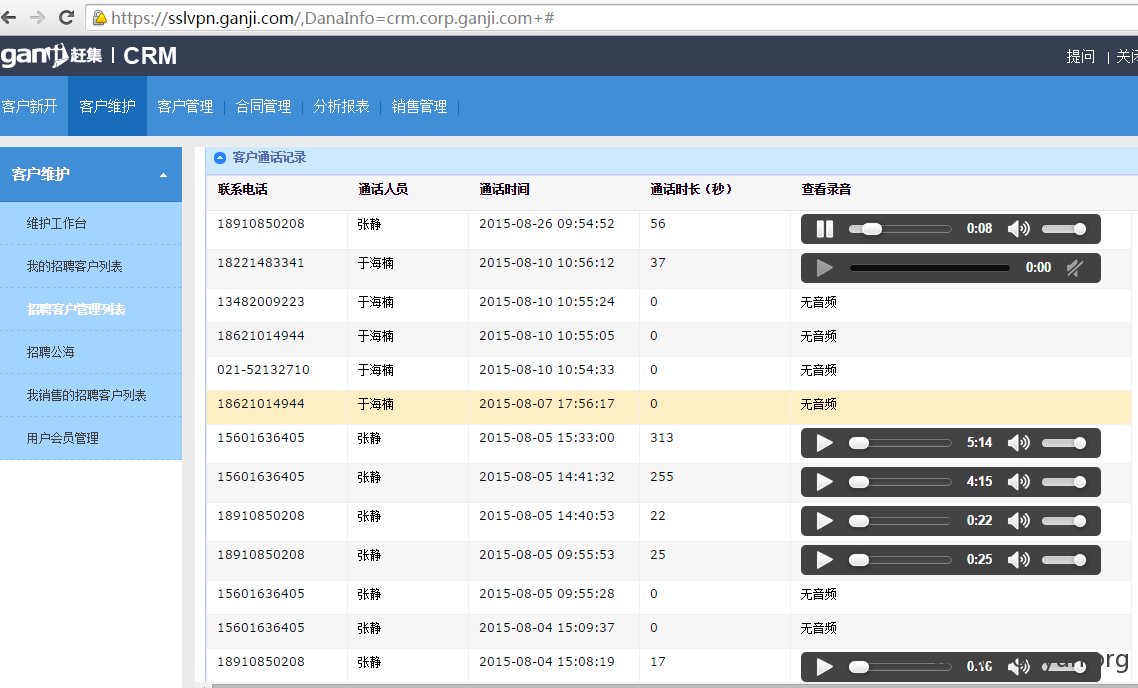 https://sslvpn.ganji.com/,DanaInfo=crm.corp.ganji.com+#
ganji 赶集 | CRM 提问 | 关闭
客户新开 客户维护 客户管理 合同管理 分析报表 销售管理
客户维护
维护工作台
我的招聘客户列表
招聘客户管理列表
招聘公海
我销售的招聘客户列表
用户会员管理
客户通话记录
联系电话 通话人员 通话时间 通话时长（秒） 查看录音
18910850208 张静 2015-08-26 09:54:52 56 0:08
18221483341 于海楠 2015-08-10 10:56:12 37 0:00
13482009223 于海楠 2015-08-10 10:55:24 0 无音频
18621014944 于海楠 2015-08-10 10:55:05 0 无音频
021-52132710 于海楠 2015-08-10 10:54:33 0 无音频
18621014944 于海楠 2015-08-07 17:56:17 0 无音频
15601636405 张静 2015-08-05 15:33:00 313 5:14
15601636405 张静 2015-08-05 14:41:32 255 4:15
18910850208 张静 2015-08-05 14:40:53 22 0:22
18910850208 张静 2015-08-05 09:55:53 25 0:25
15601636405 张静 2015-08-05 09:55:28 0 无音频
15601636405 张静 2015-08-04 15:09:37 0 无音频
18910850208 张静 2015-08-04 15:08:19 17 0:16